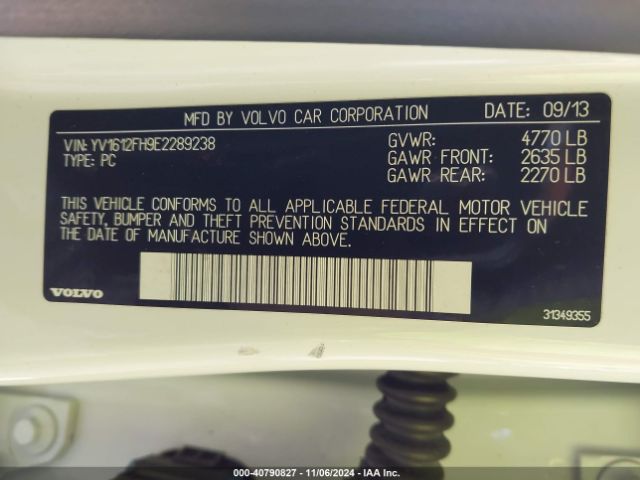 MFD BY VOLVO CAR CORPORATION DATE: 09/13
VIN: YV1612FH9E2289238 GVWR: 4770 LB
TYPE: PC GAWR FRONT: 2635 LB
GAWR REAR: 2270 LB
THIS VEHICLE CONFORMS TO ALL APPLICABLE FEDERAL MOTOR VEHICLE
SAFETY, BUMPER AND THEFT PREVENTION STANDARDS IN EFFECT ON
THE DATE OF MANUFACTURE SHOWN ABOVE.
VOLVO 31349355
000-40790827 - 11/06/2024 - IAA Inc.